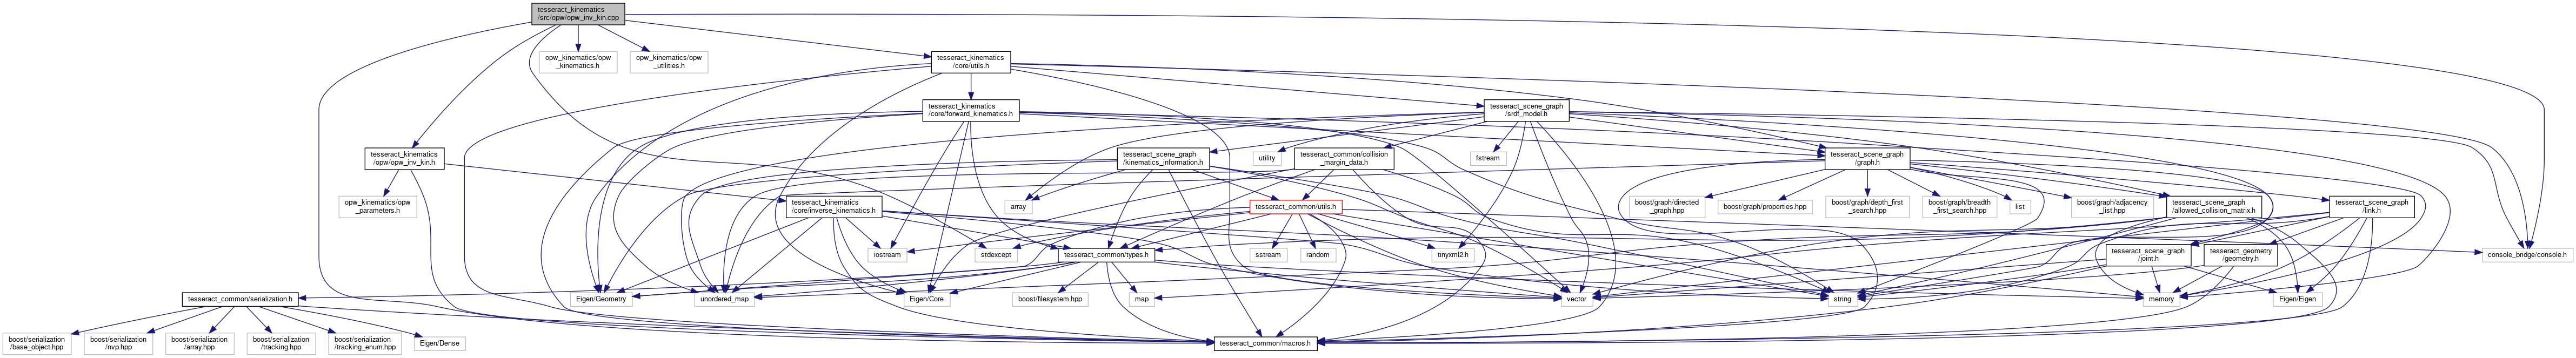 tesseract_kinematics
/src/opw/opw_inv_kin.cpp
opw_kinematics/opw
_kinematics.h
opw_kinematics/opw
_utilities.h
tesseract_kinematics
/core/utils.h
tesseract_kinematics
/core/forward_kinematics.h
tesseract_scene_graph
/srdf_model.h
tesseract_kinematics
/opw/opw_inv_kin.h
tesseract_scene_graph
/kinematics_information.h
utility
tesseract_common/collision
_margin_data.h
fstream
tesseract_scene_graph
/graph.h
opw_kinematics/opw
_parameters.h
tesseract_kinematics
/core/inverse_kinematics.h
array
tesseract_common/utils.h
boost/graph/directed
_graph.hpp
boost/graph/properties.hpp
boost/graph/depth_first
_search.hpp
boost/graph/breadth
_first_search.hpp
list
boost/graph/adjacency
_list.hpp
tesseract_scene_graph
/allowed_collision_matrix.h
tesseract_scene_graph
/link.h
iostream
stdexcept
tesseract_common/types.h
sstream
random
tinyxml2.h
tesseract_scene_graph
/joint.h
tesseract_geometry
/geometry.h
console_bridge/console.h
tesseract_common/serialization.h
Eigen/Geometry
unordered_map
Eigen/Core
boost/filesystem.hpp
map
vector
string
memory
Eigen/Eigen
boost/serialization
/base_object.hpp
boost/serialization
/nvp.hpp
boost/serialization
/array.hpp
boost/serialization
/tracking.hpp
boost/serialization
/tracking_enum.hpp
Eigen/Dense
tesseract_common/macros.h